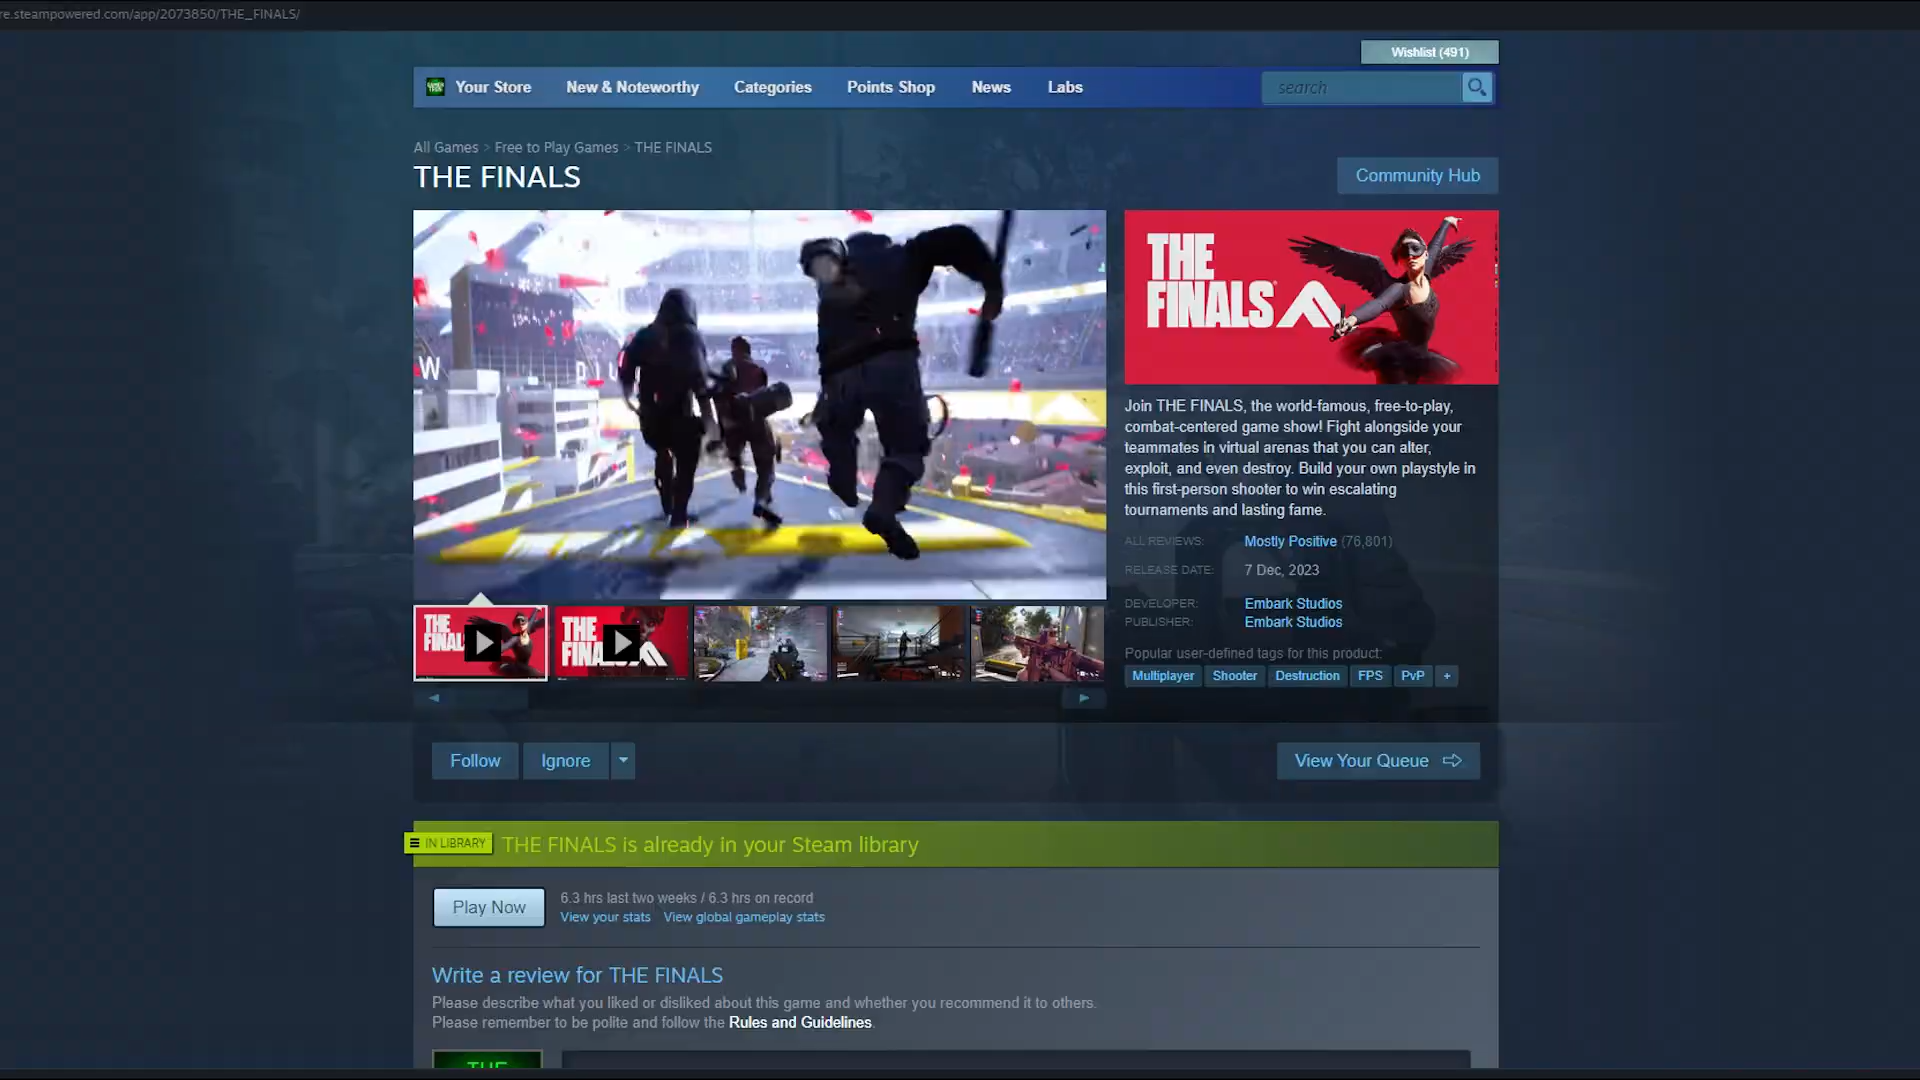 re.steampowered.com/app/2073850/THE_FINALS/
Wishlist (491)
Your Store New & Noteworthy Categories Points Shop News Labs search
All Games > Free to Play Games > THE FINALS
THE FINALS
Community Hub
W
THE
FINALS
Join THE FINALS, the world-famous, free-to-play,
combat-centered game show! Fight alongside your
teammates in virtual arenas that you can alter,
exploit, and even destroy. Build your own playstyle in
this first-person shooter to win escalating
tournaments and lasting fame.
ALL REVIEWS: Mostly Positive (76,801)
RELEASE DATE: 7 Dec, 2023
DEVELOPER: Embark Studios
PUBLISHER: Embark Studios
Popular user-defined tags for this product:
Multiplayer Shooter Destruction FPS PvP +
Follow Ignore View Your Queue
IN LIBRARY THE FINALS is already in your Steam library
Play Now
6.3 hrs last two weeks / 6.3 hrs on record
View your stats View global gameplay stats
Write a review for THE FINALS
Please describe what you liked or disliked about this game and whether you recommend it to others.
Please remember to be polite and follow the Rules and Guidelines.
THE